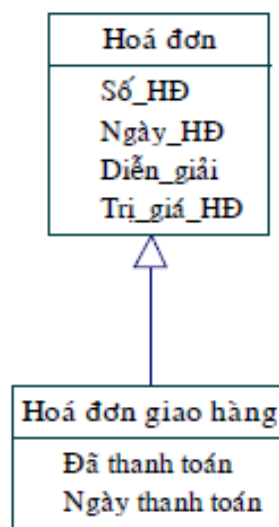 Hoá đơn
Số_HĐ
Ngày_HĐ
Diễn_giải
Trị_giá_HĐ
Hoá đơn giao hàng
Đã thanh toán
Ngày thanh toán